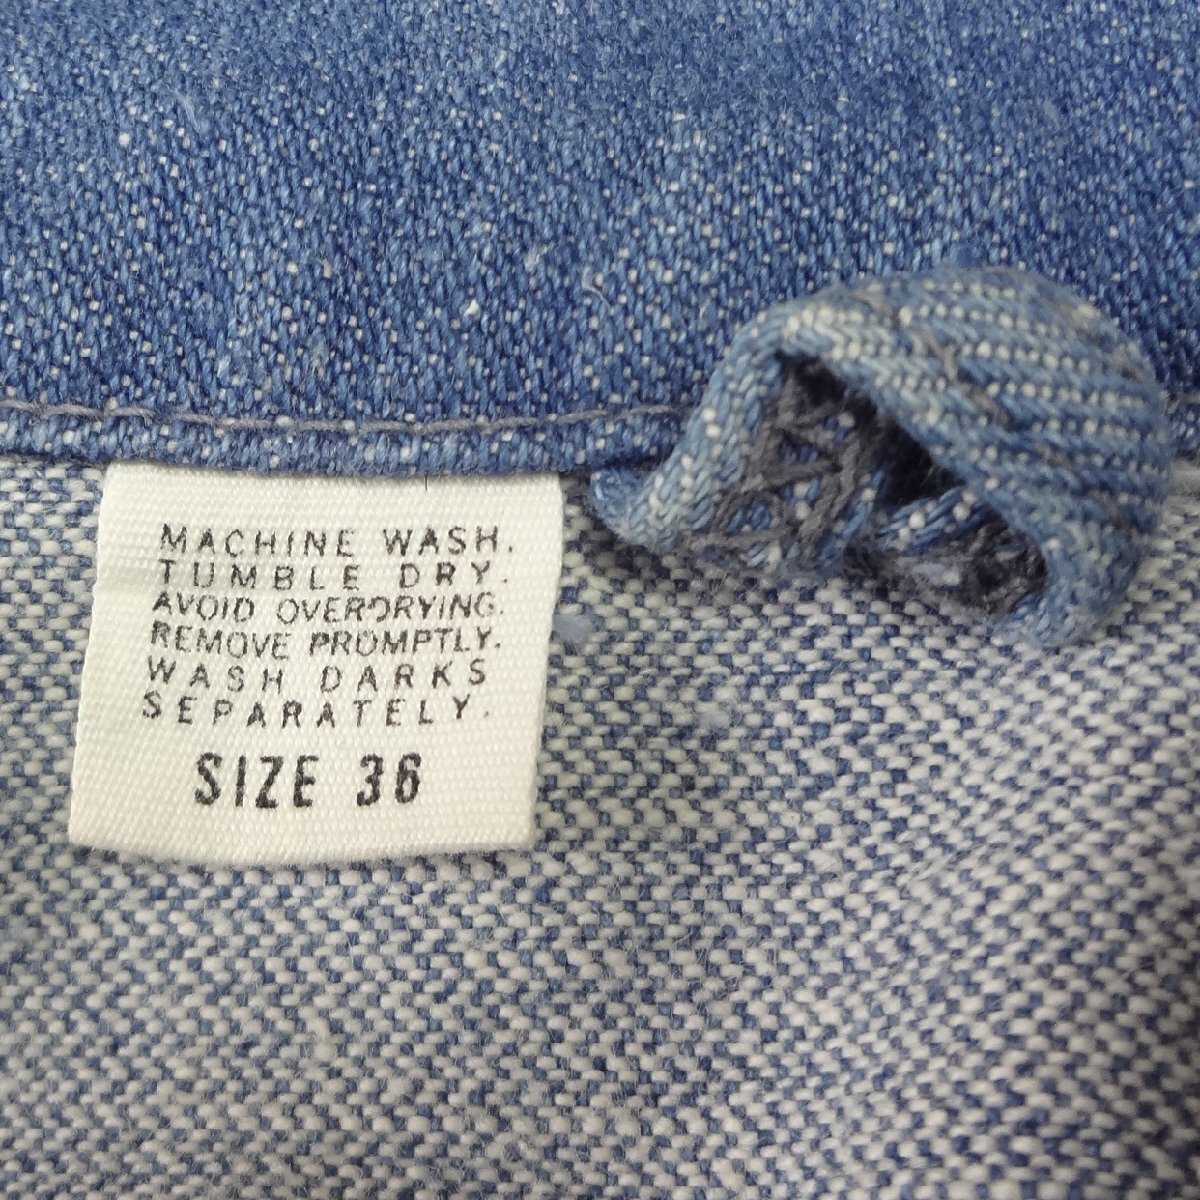 MACHINE WASH.
TUMBLE DRY.
AVOID OVERDRYING.
REMOVE PROMPTLY.
WASH DARKS
SEPARATELY.
SIZE 36